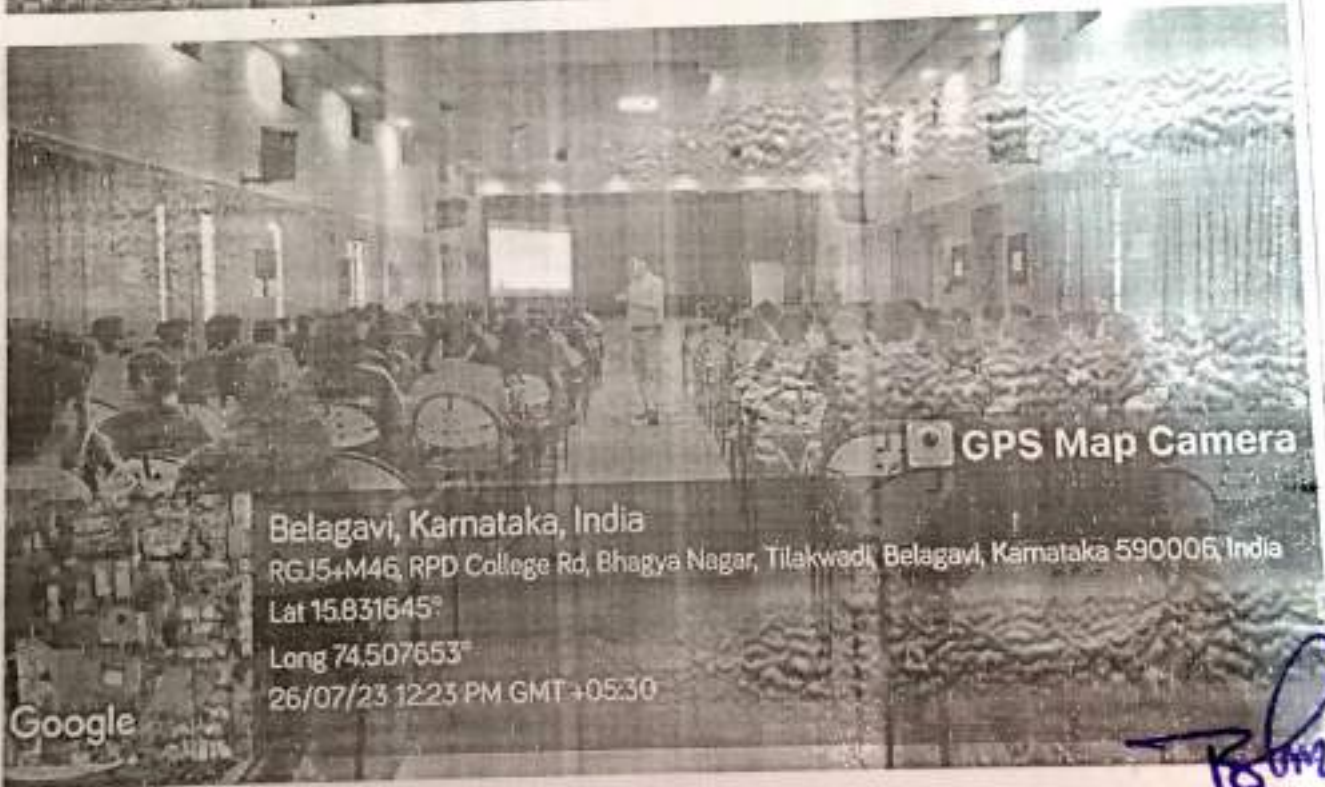 GPS Map Camera
Belagavi, Karnataka, India
RGJ5+M46, RPD College Rd, Bhagya Nagar, Tilakwadi, Belagavi, Karnataka 590006, India
Lat 15.831645°
Long 74.507653°
26/07/23 12:23 PM GMT +05:30
Google